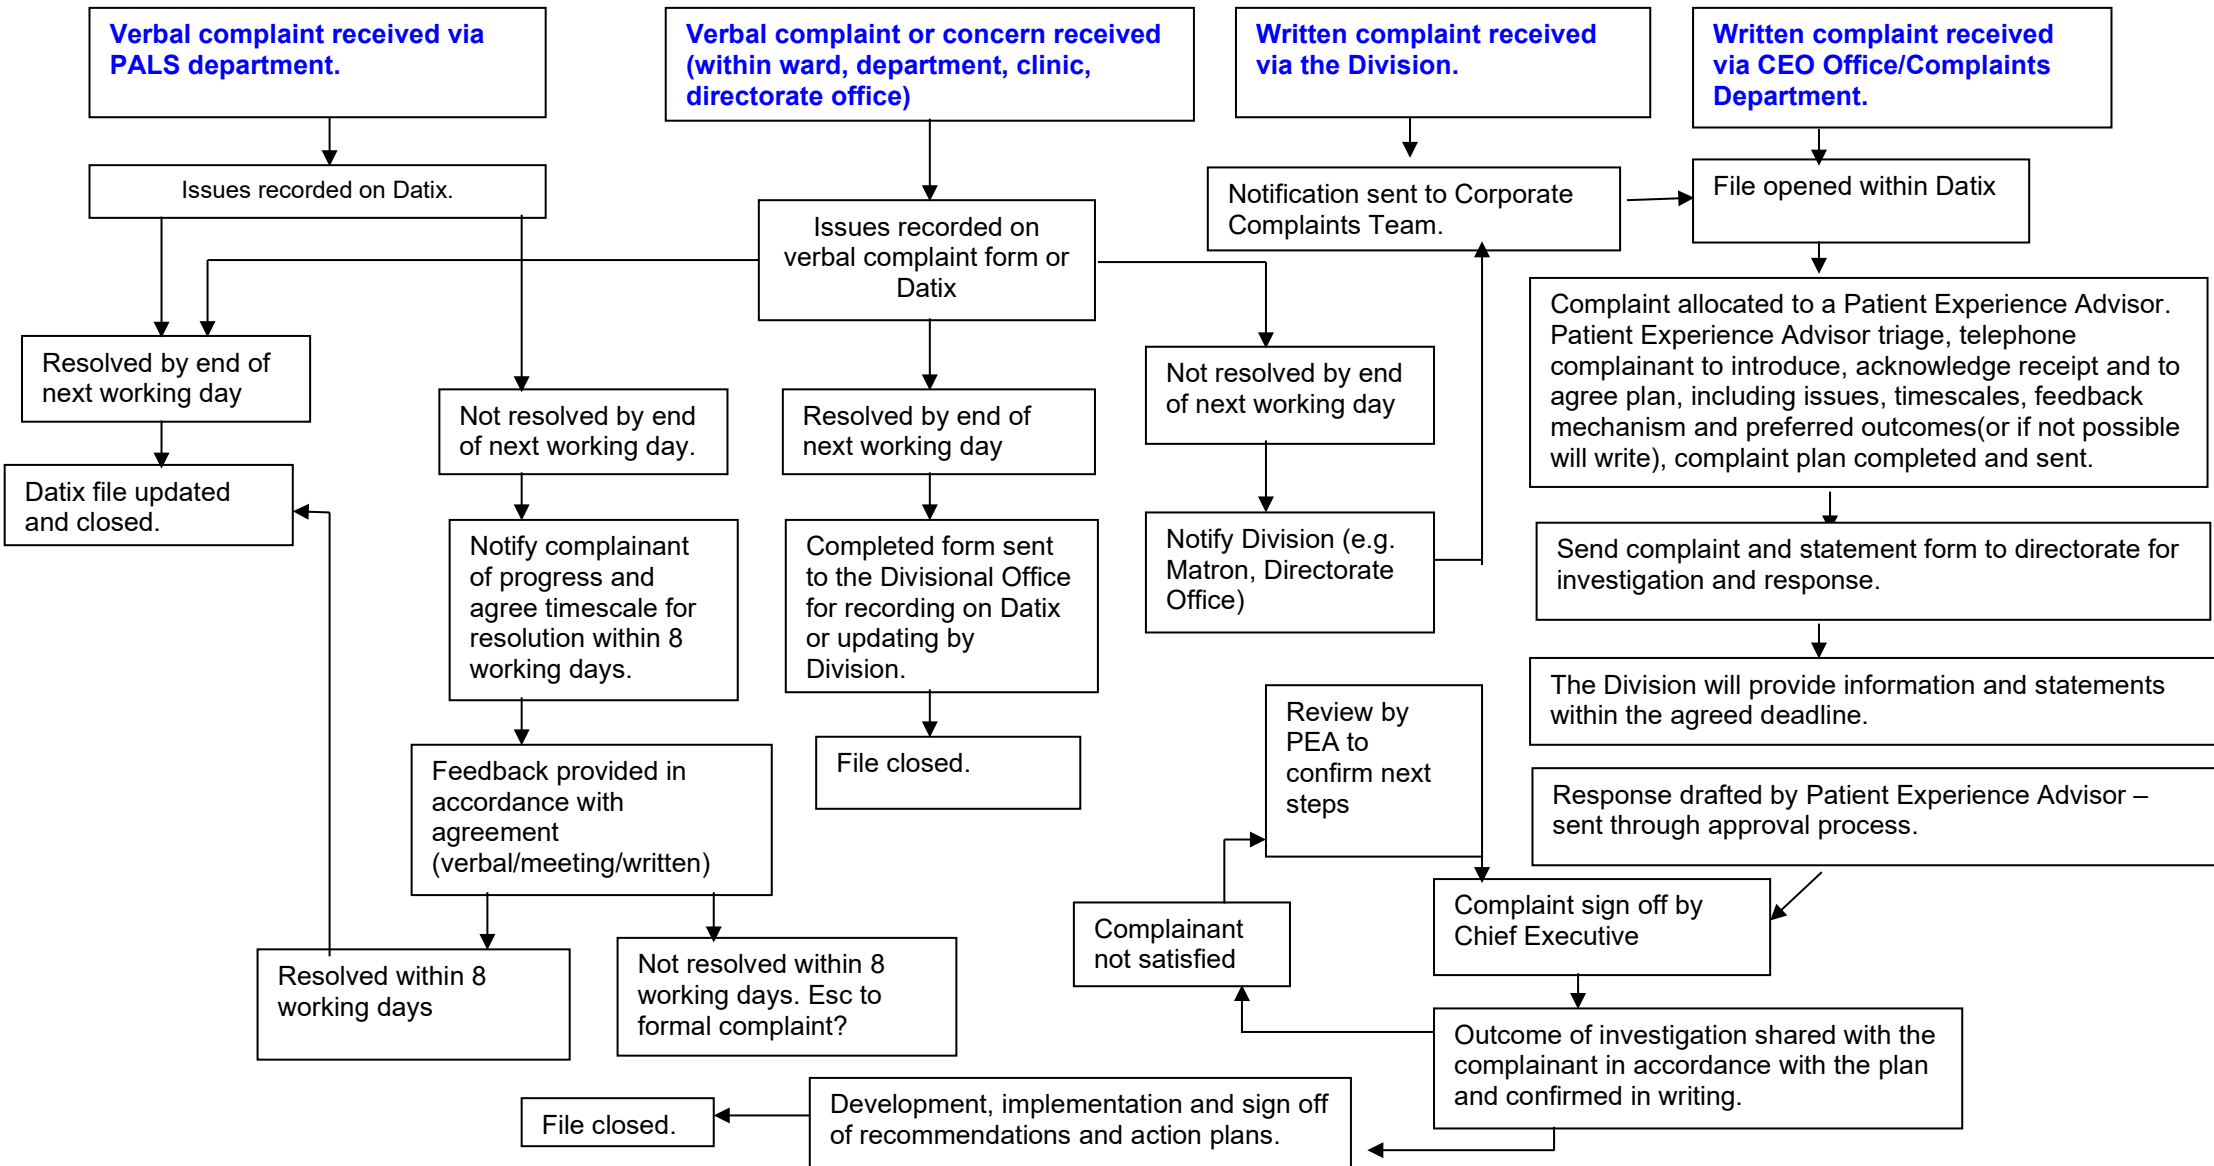 Verbal complaint received via
PALS department.
Verbal complaint or concern received
(within ward, department, clinic,
directorate office)
Written complaint received
via the Division.
Written complaint received
via CEO Office/Complaints
Department.
Issues recorded on Datix.
Issues recorded on
verbal complaint form or
Datix
Notification sent to Corporate
Complaints Team.
File opened within Datix
Resolved by end of
next working day
Not resolved by end
of next working day.
Resolved by end of
next working day
Not resolved by end
of next working day
Complaint allocated to a Patient Experience Advisor.
Patient Experience Advisor triage, telephone
complainant to introduce, acknowledge receipt and to
agree plan, including issues, timescales, feedback
mechanism and preferred outcomes(or if not possible
will write), complaint plan completed and sent.
Datix file updated
and closed.
Notify complainant
of progress and
agree timescale for
resolution within 8
working days.
Completed form sent
to the Divisional Office
for recording on Datix
or updating by
Division.
Notify Division (e.g.
Matron, Directorate
Office)
Send complaint and statement form to directorate for
investigation and response.
The Division will provide information and statements
within the agreed deadline.
Feedback provided in
accordance with
agreement
(verbal/meeting/written)
File closed.
Review by
PEA to
confirm next
steps
Response drafted by Patient Experience Advisor –
sent through approval process.
Resolved within 8
working days
Not resolved within 8
working days. Esc to
formal complaint?
Complainant
not satisfied
Complaint sign off by
Chief Executive
Outcome of investigation shared with the
complainant in accordance with the plan
and confirmed in writing.
File closed.
Development, implementation and sign off
of recommendations and action plans.